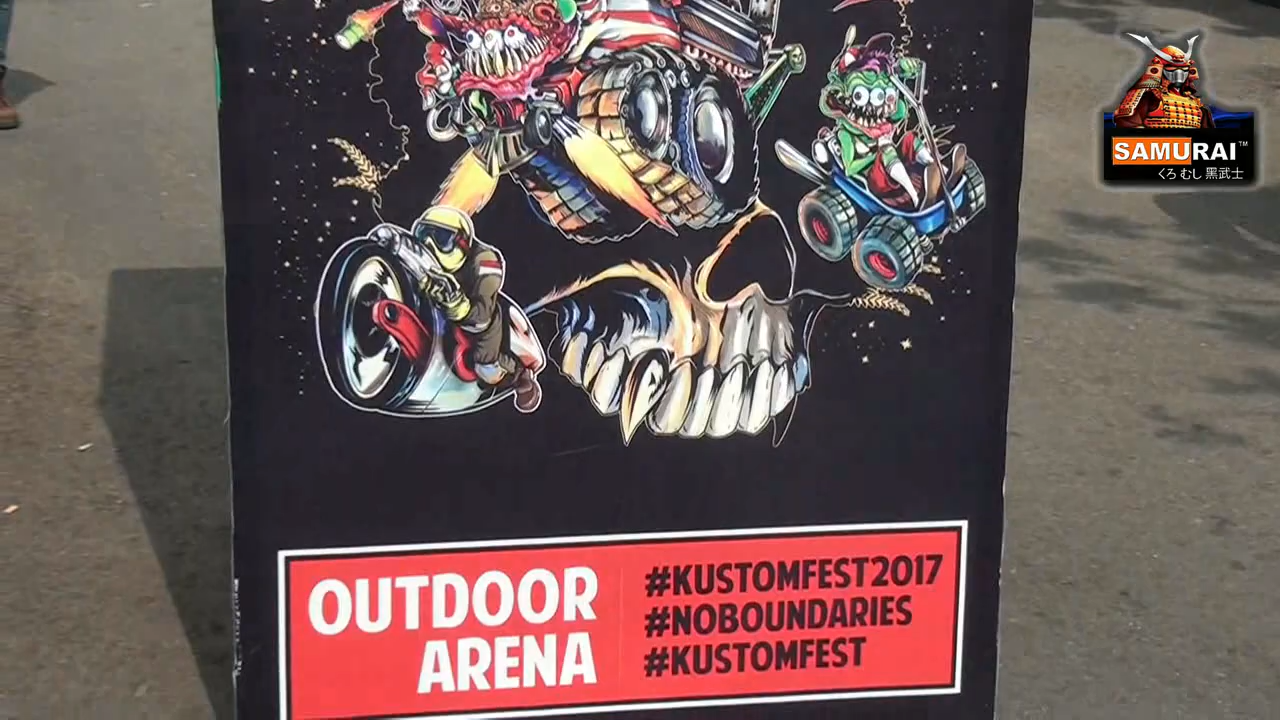 SAMURAI™
くろ むし 黒武士
OUTDOOR
ARENA
#KUSTOMFEST2017
#NOBOUNDARIES
#KUSTOMFEST